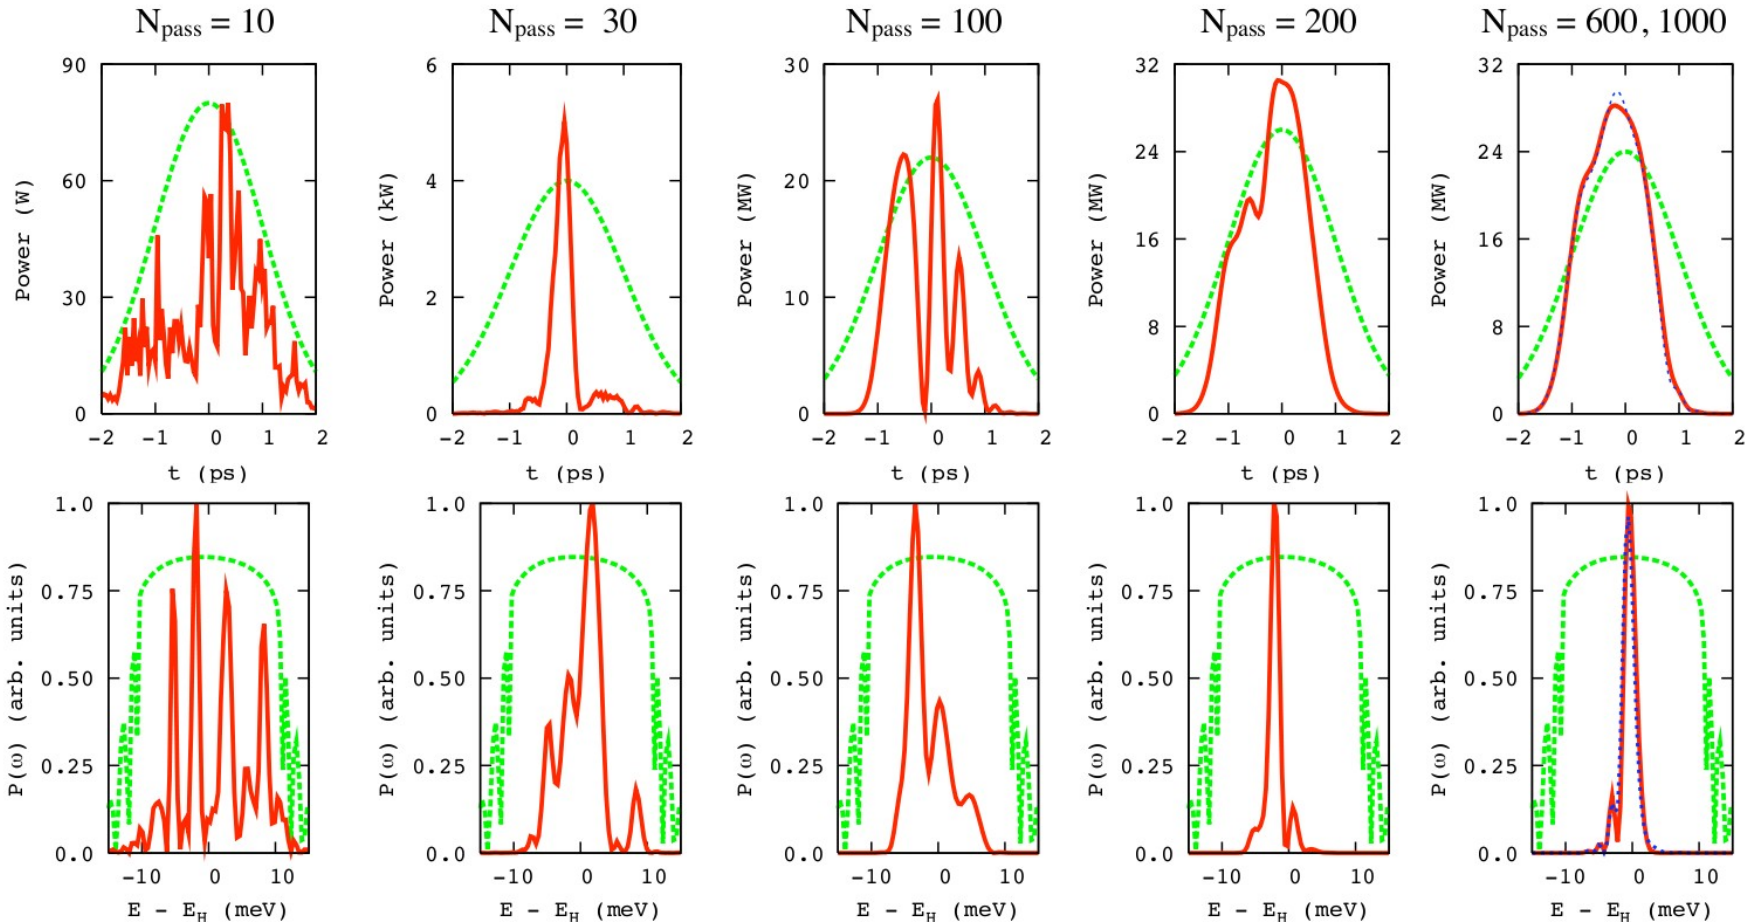 N_pass = 10
N_pass = 30
N_pass = 100
N_pass = 200
N_pass = 600, 1000
90
60
30
0
Power (W)
-2 -1 0 1 2
t (ps)
6
4
2
0
Power (kW)
-2 -1 0 1 2
t (ps)
30
20
10
0
Power (MW)
-2 -1 0 1 2
t (ps)
32
24
16
8
0
Power (MW)
-2 -1 0 1 2
t (ps)
32
24
16
8
0
Power (MW)
-2 -1 0 1 2
t (ps)
1.0
0.75
0.50
0.25
0.0
P(ω) (arb. units)
-10 0 10
E - E_H (meV)
1.0
0.75
0.50
0.25
0.0
P(ω) (arb. units)
-10 0 10
E - E_H (meV)
1.0
0.75
0.50
0.25
0.0
P(ω) (arb. units)
-10 0 10
E - E_H (meV)
1.0
0.75
0.50
0.25
0.0
P(ω) (arb. units)
-10 0 10
E - E_H (meV)
1.0
0.75
0.50
0.25
0.0
P(ω) (arb. units)
-10 0 10
E - E_H (meV)